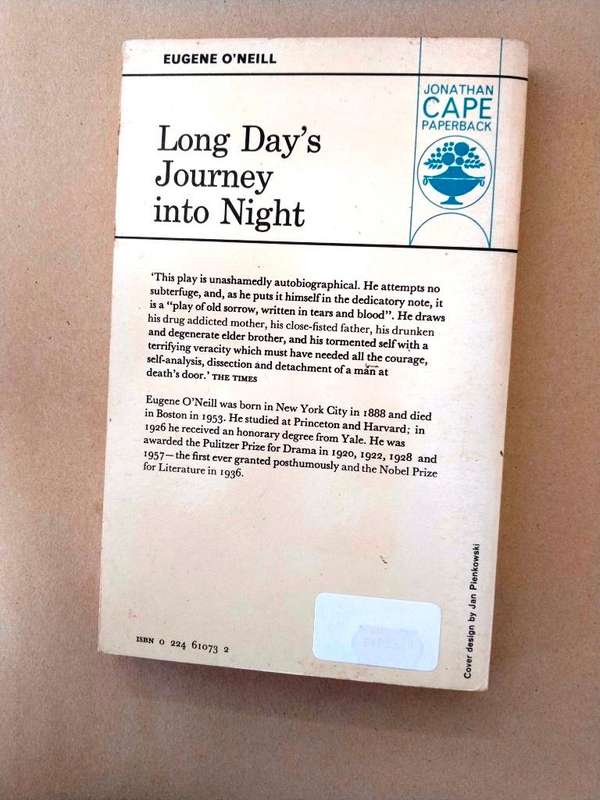 EUGENE O'NEILL
JONATHAN
CAPE
PAPERBACK
Long Day's
Journey
into Night
'This play is unashamedly autobiographical. He attempts no
subterfuge, and, as he puts it himself in the dedicatory note, it
is a "play of old sorrow, written in tears and blood". He draws
his drug addicted mother, his close-fisted father, his drunken
and degenerate elder brother, and his tormented self with a
terrifying veracity which must have needed all the courage,
self-analysis, dissection and detachment of a man at
death's door.' THE TIMES
Eugene O'Neill was born in New York City in 1888 and died
in Boston in 1953. He studied at Princeton and Harvard; in
1926 he received an honorary degree from Yale. He was
awarded the Pulitzer Prize for Drama in 1920, 1922, 1928 and
1957—the first ever granted posthumously and the Nobel Prize
for Literature in 1936.
Cover design by Jan Pienkowski
ISBN 0 224 61073 2